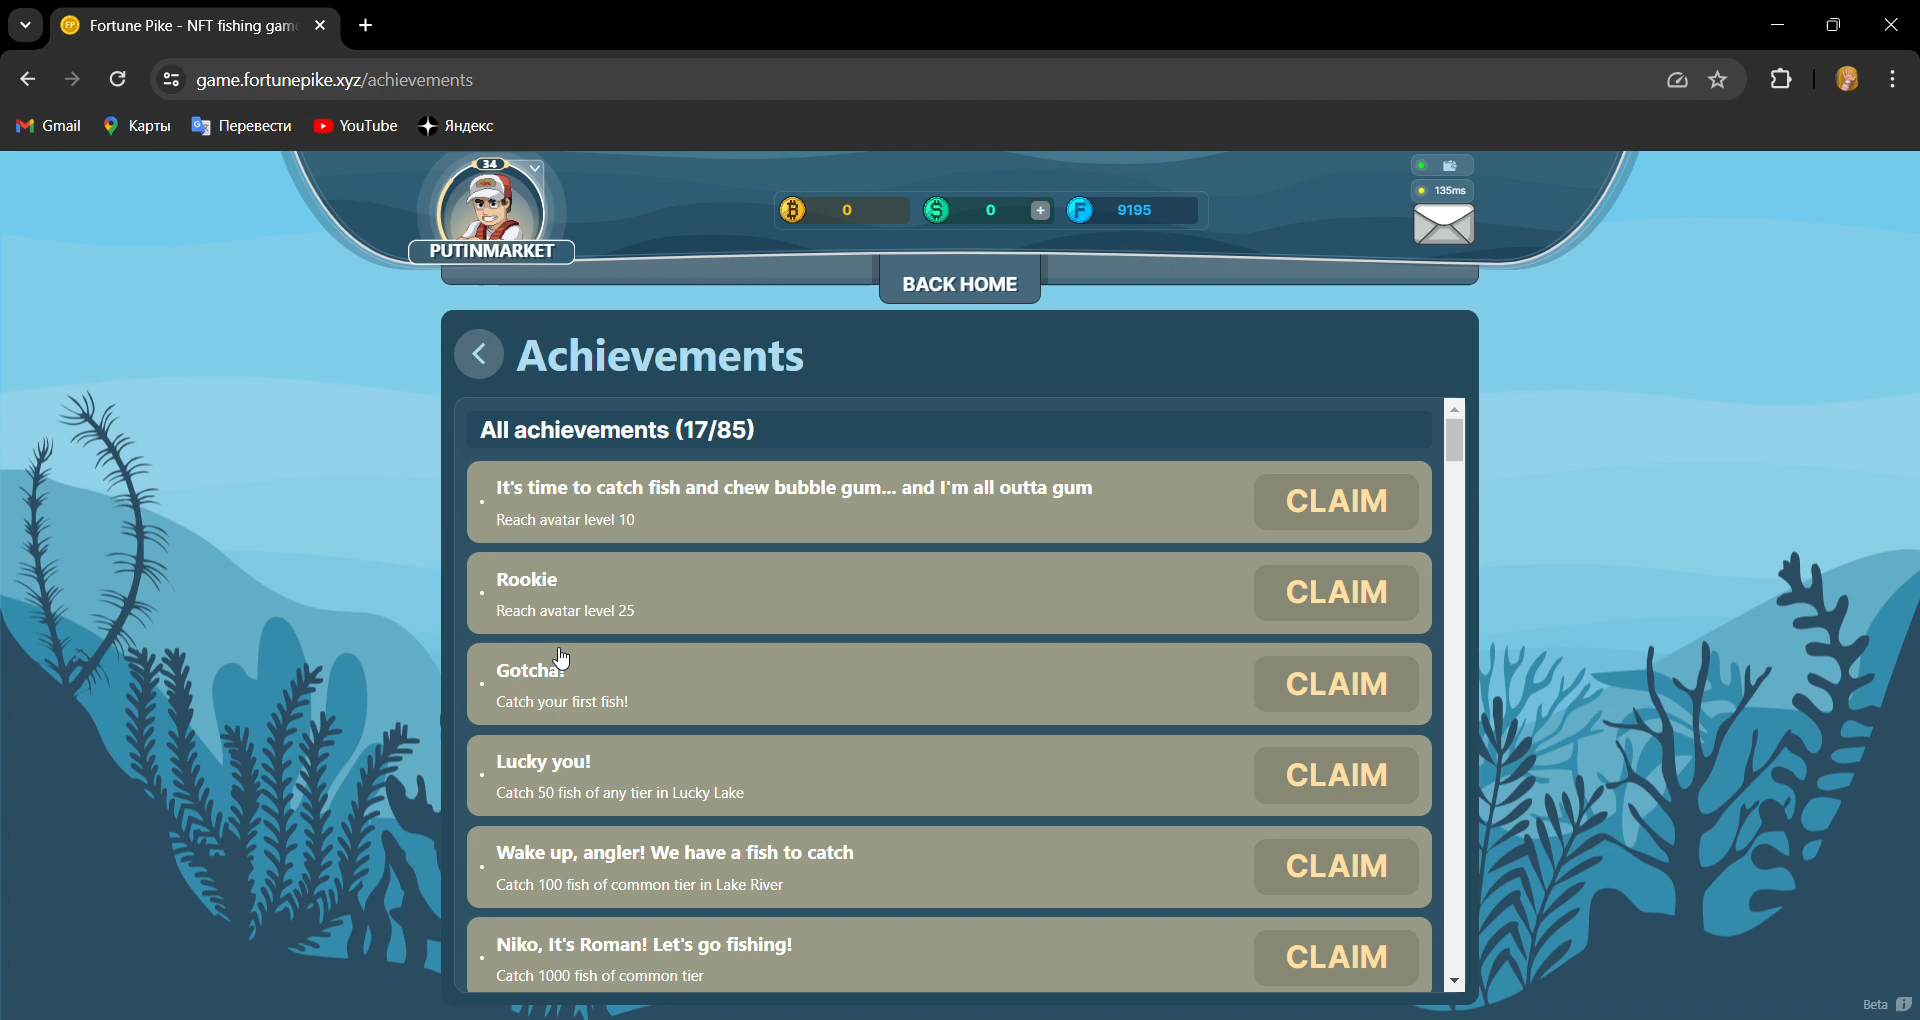 Fortune Pike - NFT fishing gam
game.fortunepike.xyz/achievements
Gmail
Карты
Перевести
YouTube
Яндекс
34
PUTINMARKET
0
0
+
9195
135ms
BACK HOME
Achievements
All achievements (17/85)
It's time to catch fish and chew bubble gum... and I'm all outta gum
Reach avatar level 10
CLAIM
Rookie
Reach avatar level 25
CLAIM
Gotcha!
Catch your first fish!
CLAIM
Lucky you!
Catch 50 fish of any tier in Lucky Lake
CLAIM
Wake up, angler! We have a fish to catch
Catch 100 fish of common tier in Lake River
CLAIM
Niko, It's Roman! Let's go fishing!
Catch 1000 fish of common tier
CLAIM
Beta